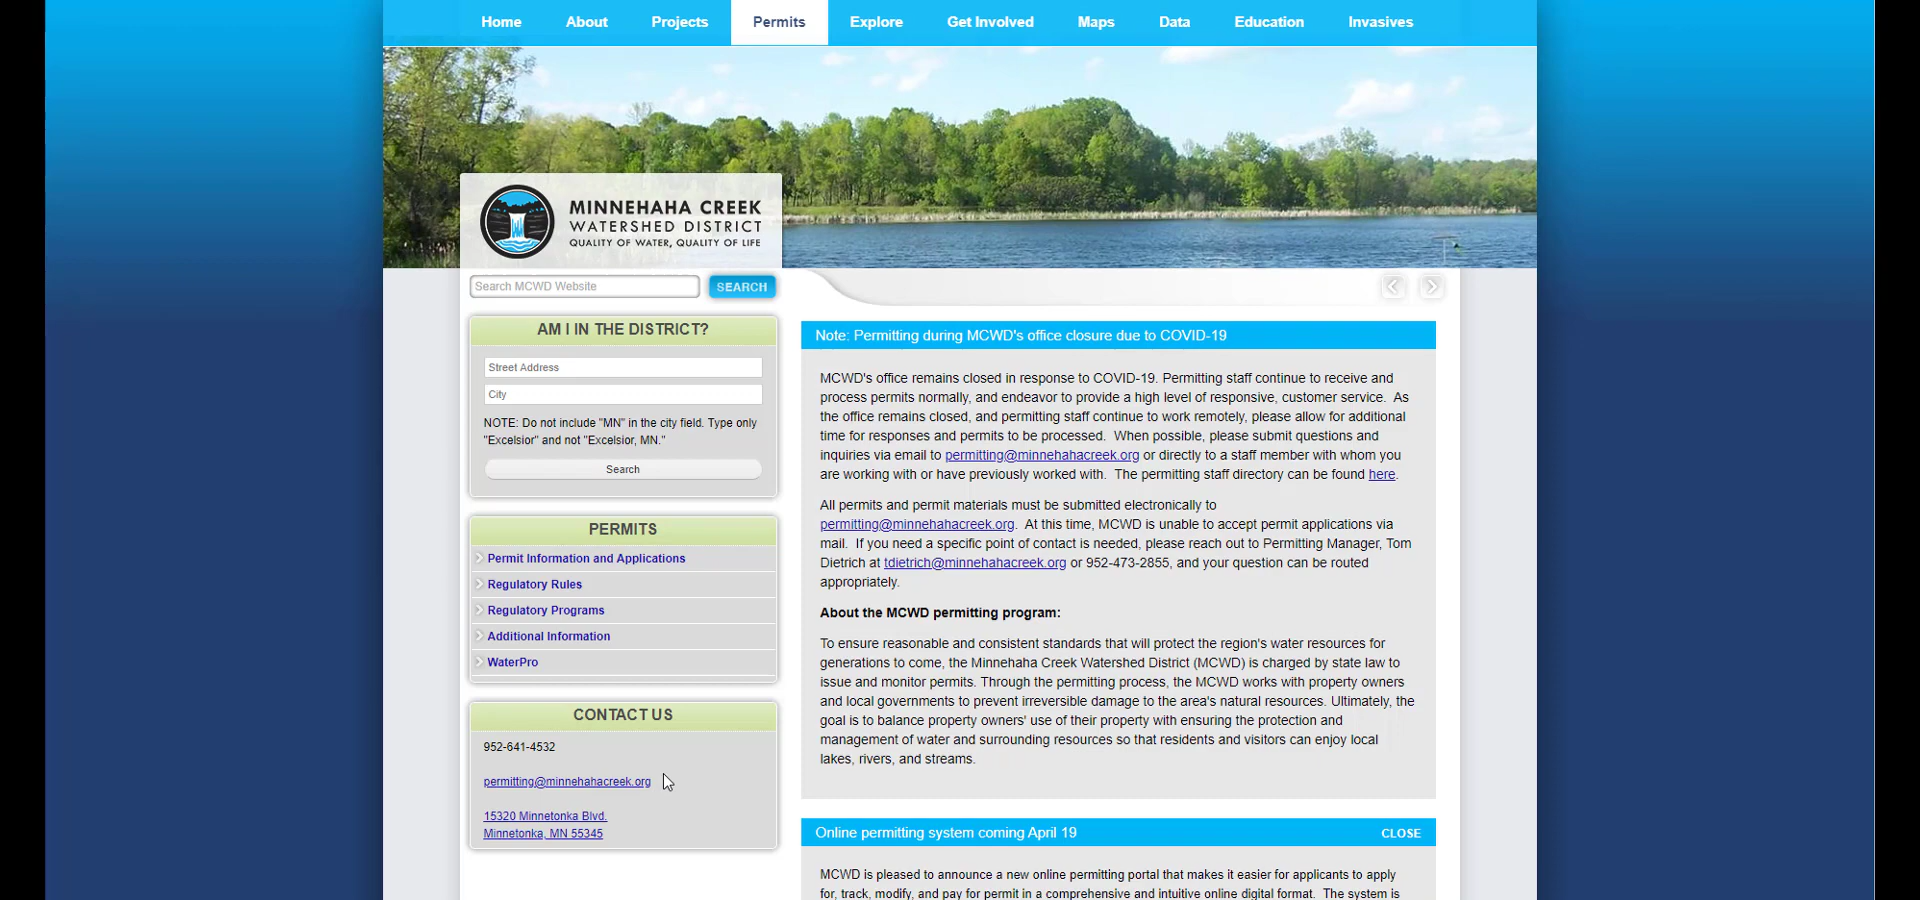 Home About Projects Permits Explore Get Involved Maps Data Education Invasives
MINNEHAHA CREEK
WATERSHED DISTRICT
QUALITY OF WATER, QUALITY OF LIFE
Search MCWD Website SEARCH
AM I IN THE DISTRICT?
Street Address
City
NOTE: Do not include "MN" in the city field. Type only
"Excelsior" and not "Excelsior, MN."
Search
PERMITS
Permit Information and Applications
Regulatory Rules
Regulatory Programs
Additional Information
WaterPro
CONTACT US
952-641-4532
permitting@minnehahacreek.org
15320 Minnetonka Blvd.
Minnetonka, MN 55345
Note: Permitting during MCWD's office closure due to COVID-19
MCWD's office remains closed in response to COVID-19. Permitting staff continue to receive and
process permits normally, and endeavor to provide a high level of responsive, customer service. As
the office remains closed, and permitting staff continue to work remotely, please allow for additional
time for responses and permits to be processed. When possible, please submit questions and
inquiries via email to permitting@minnehahacreek.org or directly to a staff member with whom you
are working with or have previously worked with. The permitting staff directory can be found here.
All permits and permit materials must be submitted electronically to
permitting@minnehahacreek.org. At this time, MCWD is unable to accept permit applications via
mail. If you need a specific point of contact is needed, please reach out to Permitting Manager, Tom
Dietrich at tdietrich@minnehahacreek.org or 952-473-2855, and your question can be routed
appropriately.
About the MCWD permitting program:
To ensure reasonable and consistent standards that will protect the region's water resources for
generations to come, the Minnehaha Creek Watershed District (MCWD) is charged by state law to
issue and monitor permits. Through the permitting process, the MCWD works with property owners
and local governments to prevent irreversible damage to the area's natural resources. Ultimately, the
goal is to balance property owners' use of their property with ensuring the protection and
management of water and surrounding resources so that residents and visitors can enjoy local
lakes, rivers, and streams.
Online permitting system coming April 19 CLOSE
MCWD is pleased to announce a new online permitting portal that makes it easier for applicants to apply
for, track, modify, and pay for permit in a comprehensive and intuitive online digital format. The system is